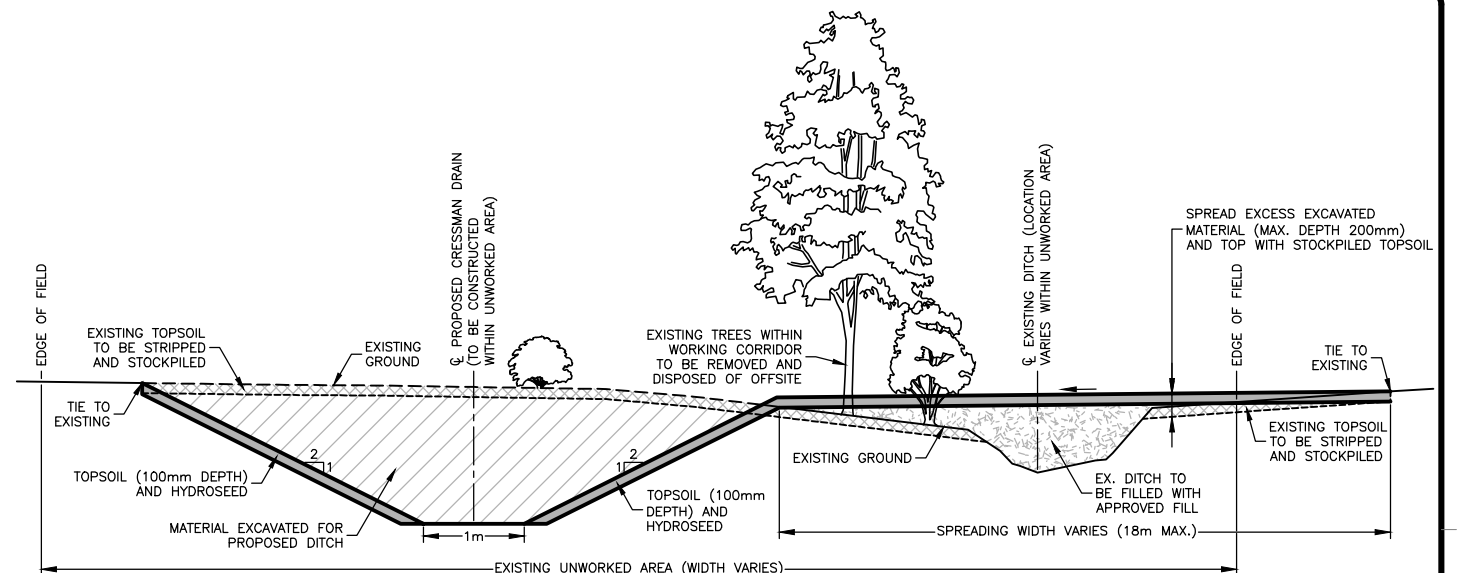 EDGE OF FIELD
EXISTING TOPSOIL
TO BE STRIPPED
AND STOCKPILED
EXISTING
GROUND
℄ PROPOSED CRESSMAN DRAIN
(TO BE CONSTRUCTED
WITHIN UNWORKED AREA)
EXISTING TREES WITHIN
WORKING CORRIDOR
TO BE REMOVED AND
DISPOSED OF OFFSITE
℄ EXISTING DITCH (LOCATION
VARIES WITHIN UNWORKED AREA)
SPREAD EXCESS EXCAVATED
MATERIAL (MAX. DEPTH 200mm)
AND TOP WITH STOCKPILED TOPSOIL
EDGE OF FIELD
TIE TO
EXISTING
TIE TO
EXISTING
2
1
TOPSOIL (100mm DEPTH)
AND HYDROSEED
MATERIAL EXCAVATED FOR
PROPOSED DITCH
1m
2
1
TOPSOIL (100mm
DEPTH) AND
HYDROSEED
EXISTING GROUND
EX. DITCH TO
BE FILLED WITH
APPROVED FILL
EXISTING TOPSOIL
TO BE STRIPPED
AND STOCKPILED
SPREADING WIDTH VARIES (18m MAX.)
EXISTING UNWORKED AREA (WIDTH VARIES)